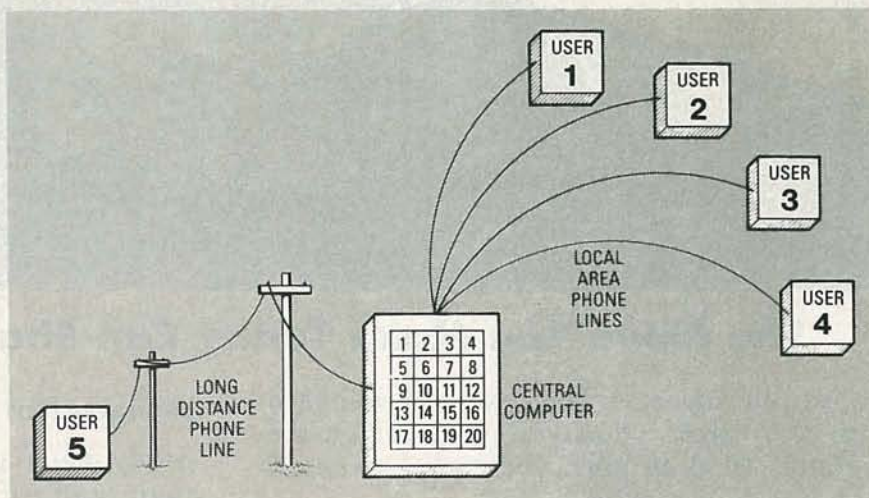 USER
1
USER
2
USER
3
USER
4
LOCAL
AREA
PHONE
LINES
1 2 3 4
5 6 7 8
9 10 11 12
13 14 15 16
17 18 19 20
CENTRAL
COMPUTER
LONG
DISTANCE
PHONE
LINE
USER
5